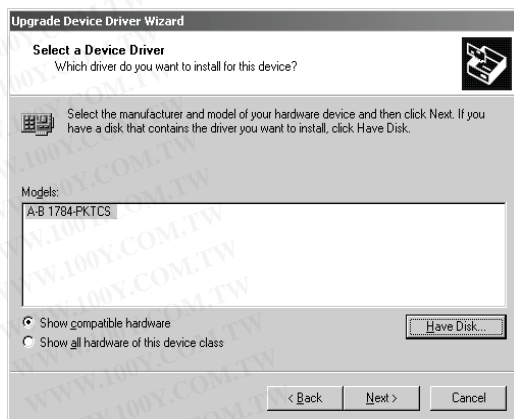 Upgrade Device Driver Wizard
Select a Device Driver
Which driver do you want to install for this device?
Select the manufacturer and model of your hardware device and then click Next. If you
have a disk that contains the driver you want to install, click Have Disk.
Models:
A-B 1784-PKTCS
Show compatible hardware
Have Disk...
Show all hardware of this device class
< Back
Next >
Cancel
WWW.100Y.COM.TW